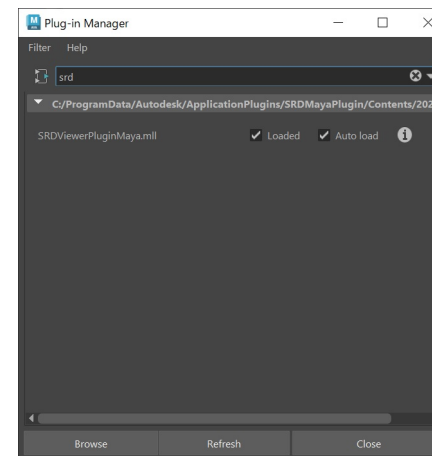 Plug-in Manager
Filter Help
srd
C:/ProgramData/Autodesk/ApplicationPlugins/SRDMayaPlugin/Contents/202
SRDViewerPluginMaya.mll Loaded Auto load
Browse Refresh Close